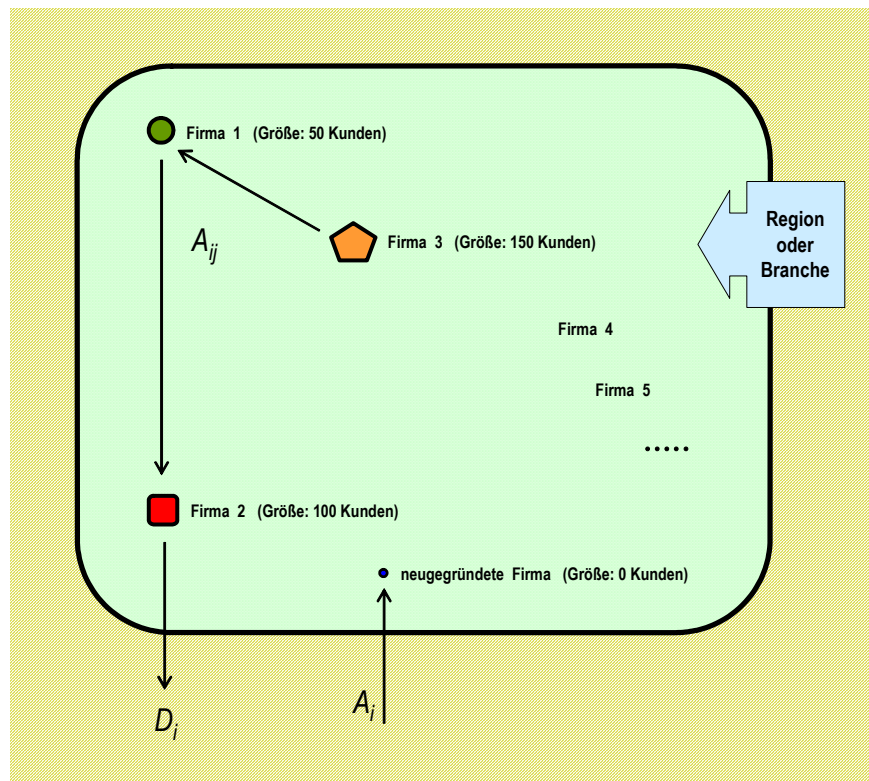 Firma 1 (Größe: 50 Kunden)
A_ij
Firma 3 (Größe: 150 Kunden)
Region
oder
Branche
Firma 4
Firma 5
.....
Firma 2 (Größe: 100 Kunden)
neugegründete Firma (Größe: 0 Kunden)
D_i
A_i